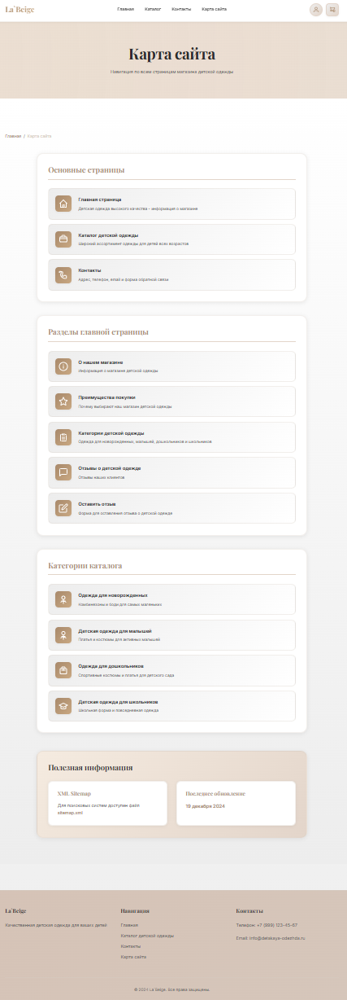 La`Beige
Главная Каталог Контакты Карта сайта
Карта сайта
Навигация по всем страницам магазина детской одежды
Главная / Карта сайта
Основные страницы
Главная страница
Детская одежда высокого качества - информация о магазине
Каталог детской одежды
Широкий ассортимент одежды для детей всех возрастов
Контакты
Адрес, телефон, email и форма обратной связи
Разделы главной страницы
О нашем магазине
Информация о магазине детской одежды
Преимущества покупки
Почему выбирают наш магазин детской одежды
Категории детской одежды
Одежда для новорожденных, малышей, дошкольников и школьников
Отзывы о детской одежде
Отзывы наших клиентов
Оставить отзыв
Форма для оставления отзыва о детской одежде
Категории каталога
Одежда для новорожденных
Комбинезоны и боди для самых маленьких
Детская одежда для малышей
Платья и костюмы для активных малышей
Одежда для дошкольников
Спортивные костюмы и платья для детского сада
Детская одежда для школьников
Школьная форма и повседневная одежда
Полезная информация
XML Sitemap
Для поисковых систем доступен файл
sitemap.xml
Последнее обновление
19 декабря 2024
La`Beige
Качественная детская одежда для ваших детей
Навигация
Главная
Каталог детской одежды
Контакты
Карта сайта
Контакты
Телефон: +7 (999) 123-45-67
Email: info@detskaya-odezhda.ru
© 2024 La`Beige. Все права защищены.